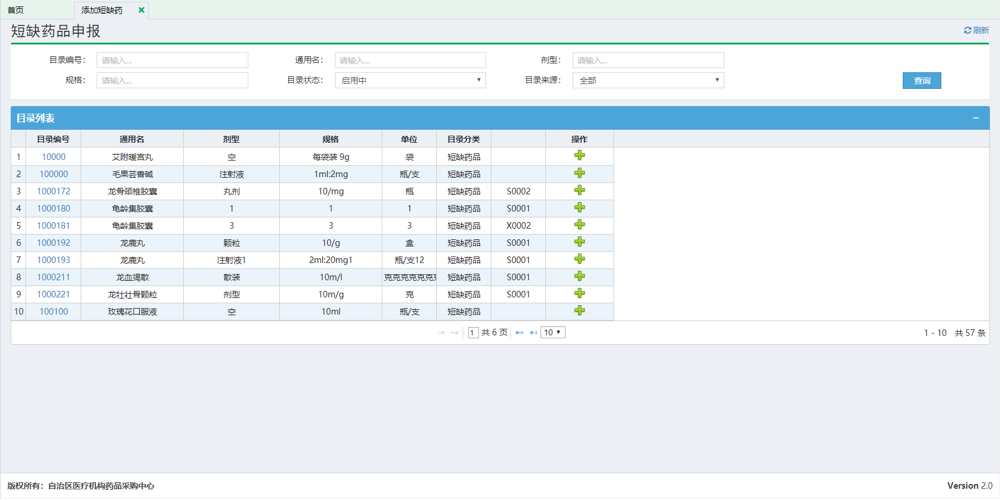 首页 添加短缺药
短缺药品申报 刷新
目录编号： 请输入... 通用名： 请输入... 剂型： 请输入...
规格： 请输入... 目录状态： 启用中 目录来源： 全部 查询
目录列表
目录编号 通用名 剂型 规格 单位 目录分类 操作
1 10000 艾附暖宫丸 空 每袋装 9g 袋 短缺药品
2 100000 毛果芸香碱 注射液 1ml:2mg 瓶/支 短缺药品
3 1000172 龙骨颈椎胶囊 丸剂 10/mg 瓶 短缺药品 S0002
4 1000180 龟龄集胶囊 1 1 1 短缺药品 S0001
5 1000181 龟龄集胶囊 3 3 3 短缺药品 X0002
6 1000192 龙鹿丸 颗粒 10/g 盒 短缺药品 S0001
7 1000193 龙鹿丸 注射液1 2ml:20mg1 瓶/支12 短缺药品 S0001
8 1000211 龙血竭散 散装 10m/l 克克克克克克克 短缺药品 S0001
9 1000221 龙牡壮骨颗粒 剂型 10m/g 克 短缺药品 S0001
10 100100 玫瑰花口服液 空 10ml 瓶/支 短缺药品
1 共 6 页 10 1 - 10 共 57 条
版权所有：自治区医疗机构药品采购中心 Version 2.0